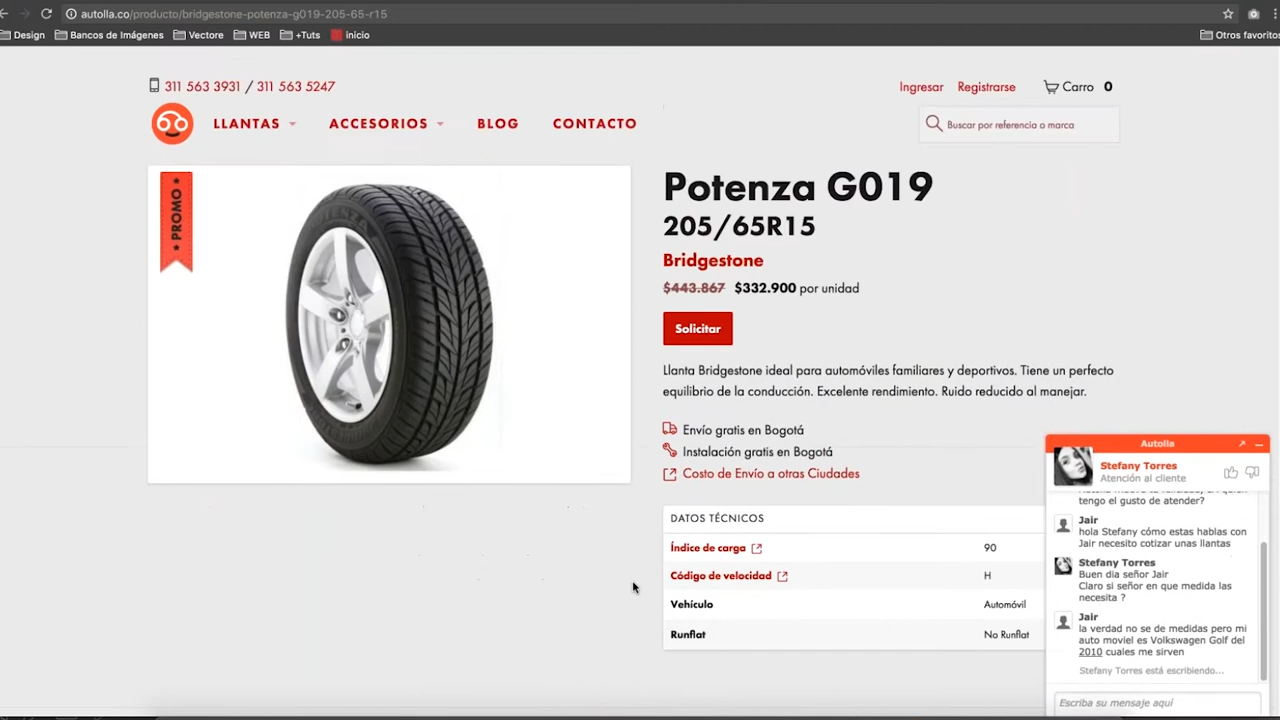 autolla.co/producto/bridgestone-potenza-g019-205-65-r15
Design Bancos de Imágenes Vectore WEB +Tuts inicio Otros favoritos
311 563 3931 / 311 563 5247
Ingresar Registrarse Carro 0
LLANTAS ACCESORIOS BLOG CONTACTO
Buscar por referencia o marca
PROMO
POTENZA
Potenza G019
205/65R15
Bridgestone
$443.867 $332.900 por unidad
Solicitar
Llanta Bridgestone ideal para automóviles familiares y deportivos. Tiene un perfecto
equilibrio de la conducción. Excelente rendimiento. Ruido reducido al manejar.
Envío gratis en Bogotá
Instalación gratis en Bogotá
Costo de Envío a otras Ciudades
DATOS TÉCNICOS
Índice de carga 90
Código de velocidad H
Vehículo Automóvil
Runflat No Runflat
Autolla
Stefany Torres
Atención al cliente
tengo el gusto de atender?
Jair
hola Stefany cómo estas hablas con
Jair necesito cotizar unas llantas
Stefany Torres
Buen dia señor Jair
Claro si señor en que medida las
necesita ?
Jair
la verdad no se de medidas pero mi
auto moviel es Volkswagen Golf del
2010 cuales me sirven
Stefany Torres está escribiendo...
Escriba su mensaje aquí